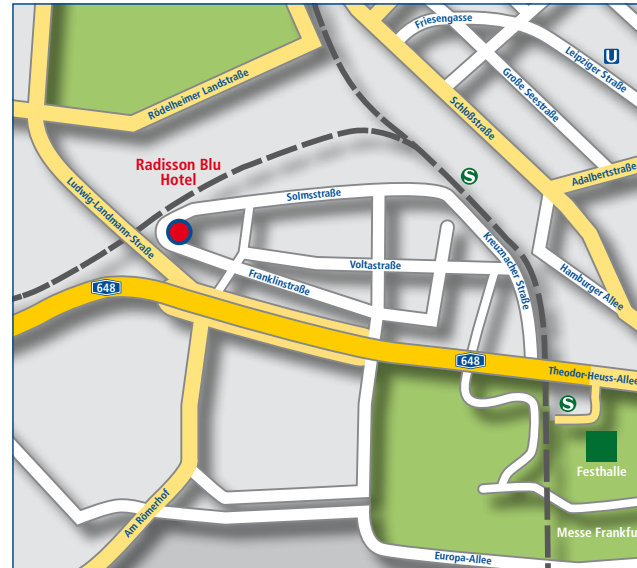 Friesengasse
Leipziger Straße
U
Große Seestraße
Rödelheimer Landstraße
Schloßstraße
Radisson Blu
Hotel
S
Adalbertstraße
Ludwig-Landmann-Straße
Solmsstraße
Kreuznacher Straße
Voltastraße
Hamburger Allee
Franklinstraße
648
648
Theodor-Heuss-Allee
S
Festhalle
Am Römerhof
Messe Frankfu
Europa-Allee